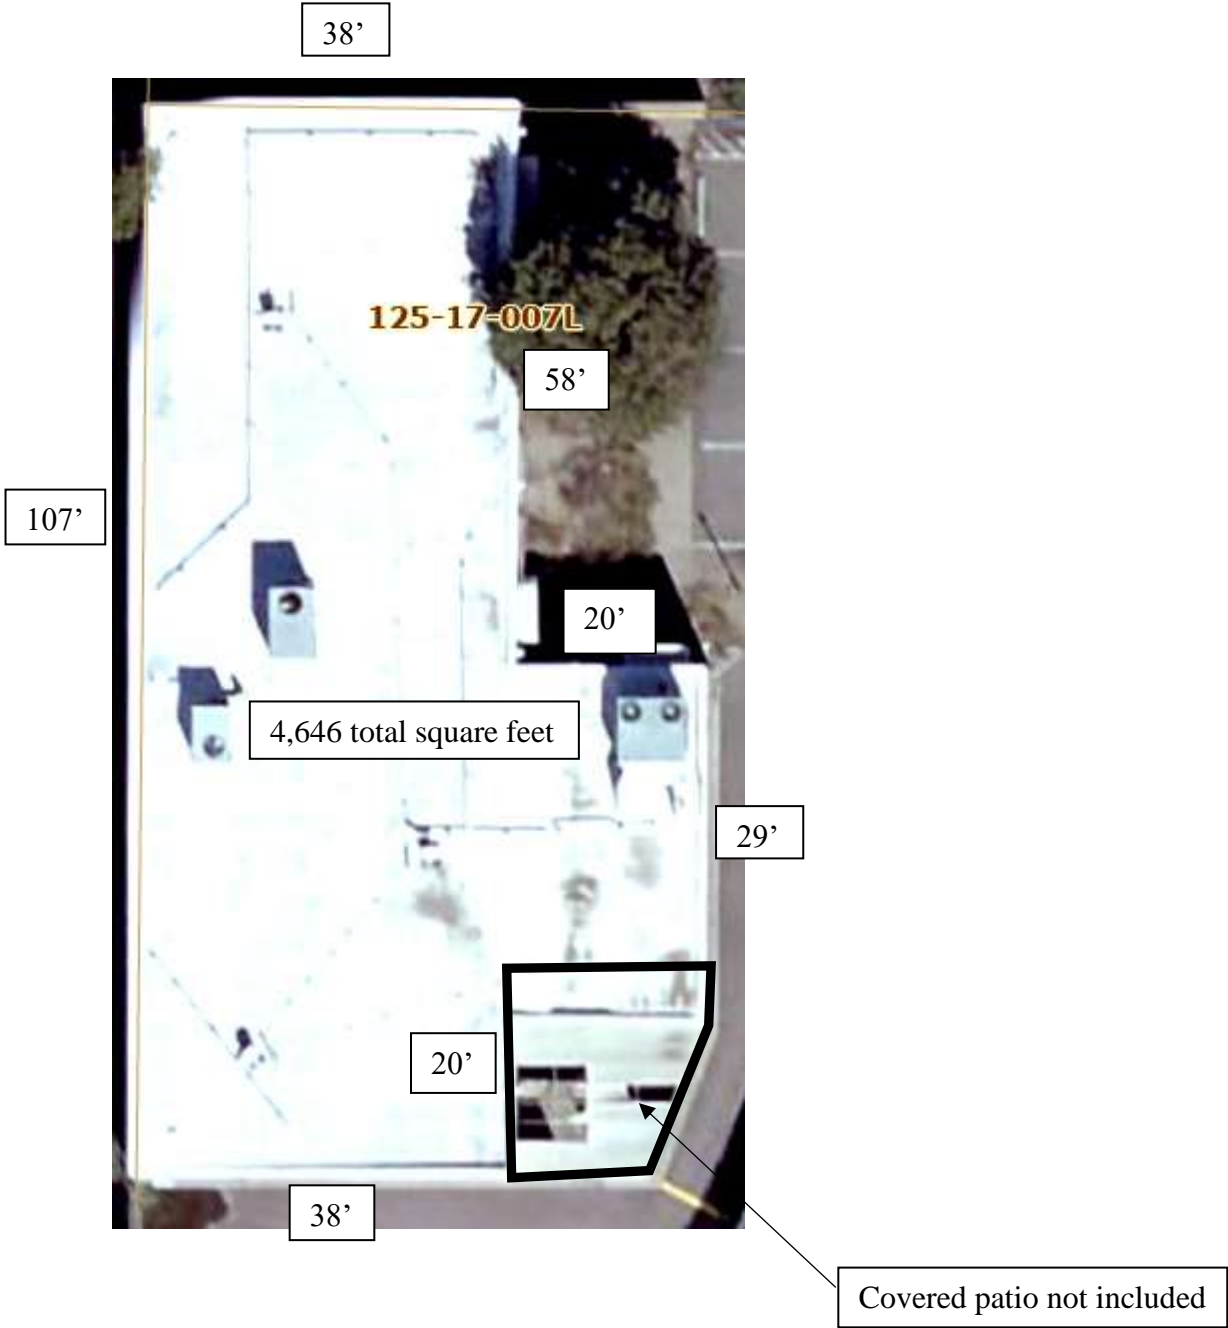 38’
125-17-007L
58’
107’
20’
4,646 total square feet
29’
20’
38’
Covered patio not included